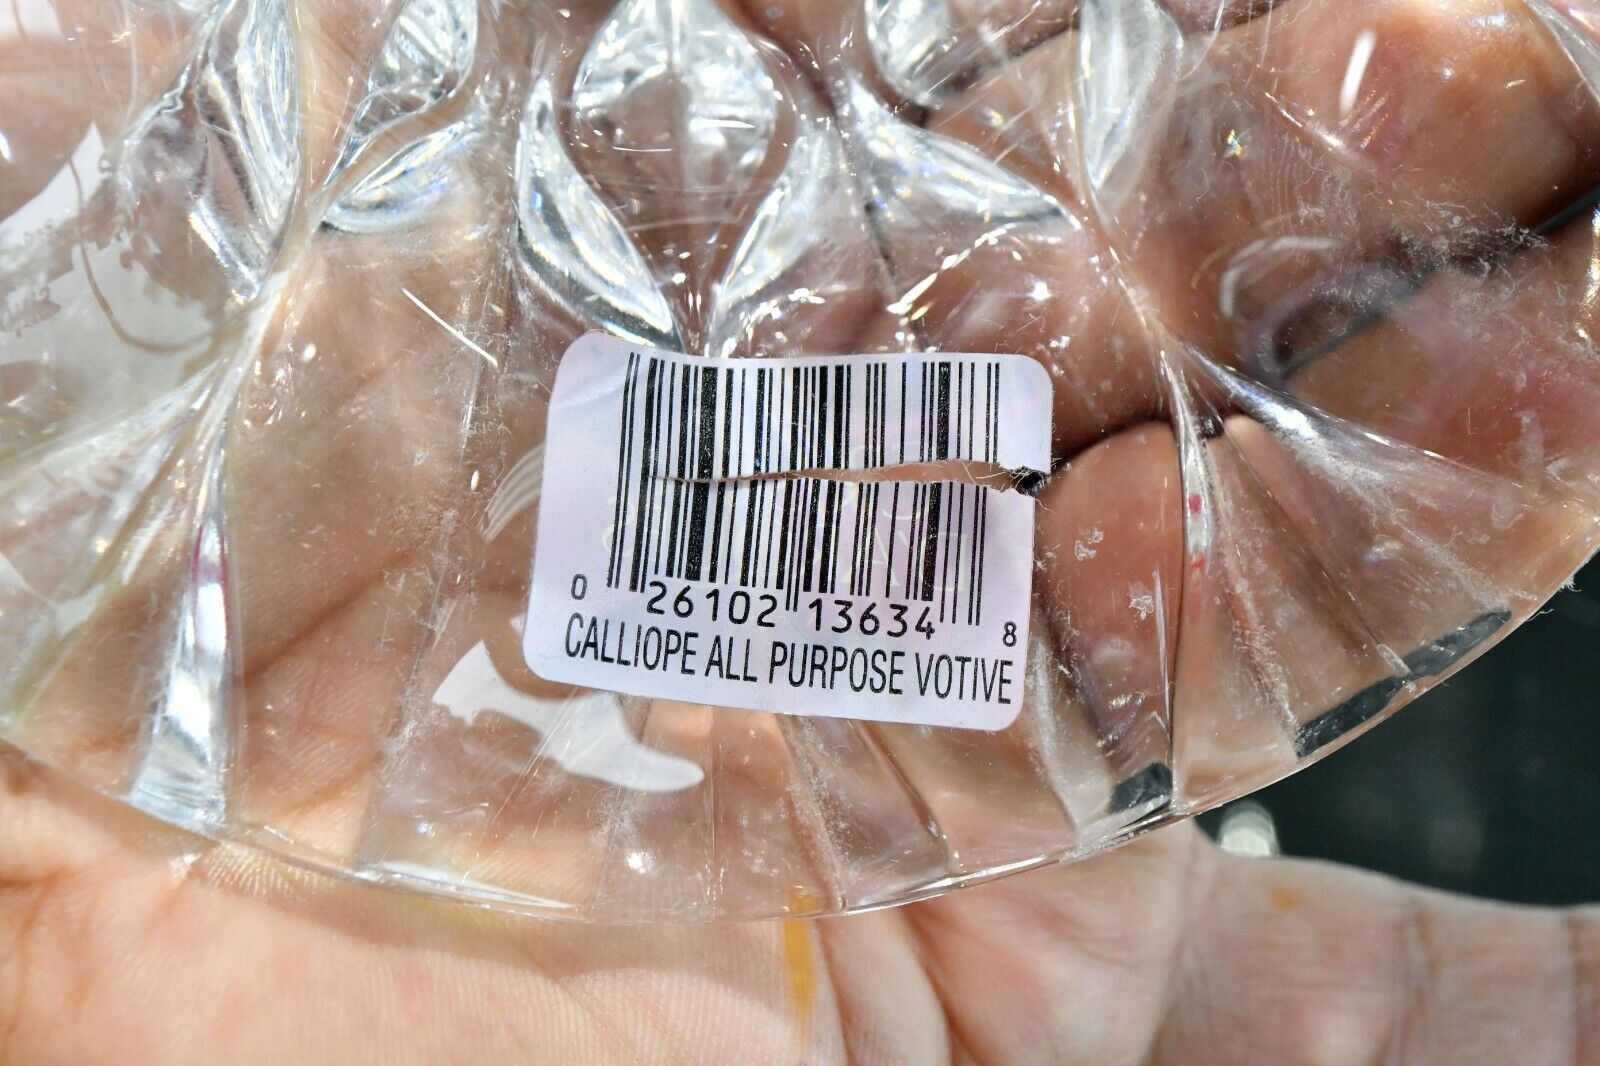 0 26102 13634 8
CALLIOPE ALL PURPOSE VOTIVE